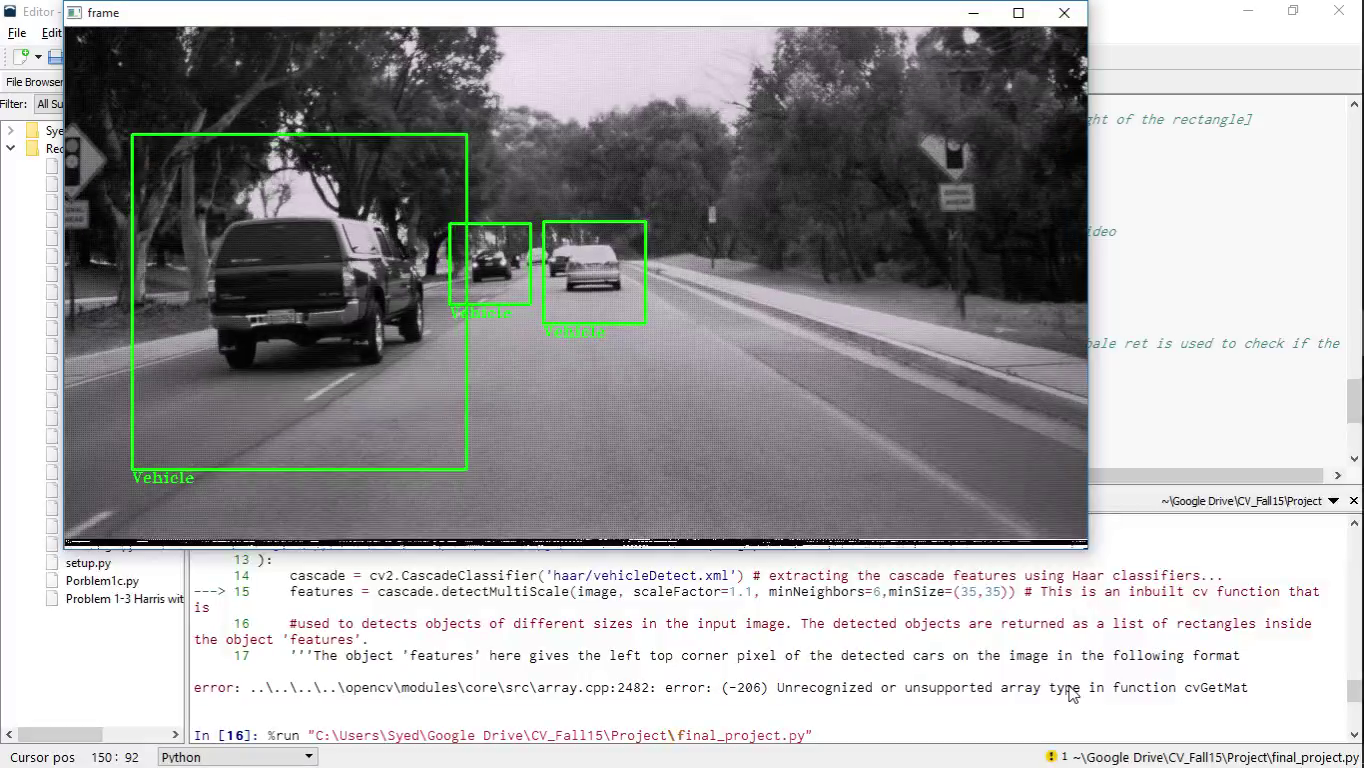 Editor -
frame
File
Edit
File Browser
Filter:
All Su
Sye
Rec
ght of the rectangle]
ideo
bale ret is used to check if the
AHEAD
Vehicle
Vehicle
Vehicle
~\Google Drive\CV_Fall15\Project
setup.py
Porblem1c.py
Problem 1-3 Harris wit
13 ):
14 cascade = cv2.CascadeClassifier('haar/vehicleDetect.xml') # extracting the cascade features using Haar classifiers...
---> 15 features = cascade.detectMultiScale(image, scaleFactor=1.1, minNeighbors=6,minSize=(35,35)) # This is an inbuilt cv function that
is
16 #used to detects objects of different sizes in the input image. The detected objects are returned as a list of rectangles inside
the object 'features'.
17 '''The object 'features' here gives the left top corner pixel of the detected cars on the image in the following format
error: ..\..\..\..\opencv\modules\core\src\array.cpp:2482: error: (-206) Unrecognized or unsupported array type in function cvGetMat
In [16]: %run "C:\Users\Syed\Google Drive\CV_Fall15\Project\final_project.py"
Cursor pos 150: 92 Python
1 ~\Google Drive\CV_Fall15\Project\final_project.py